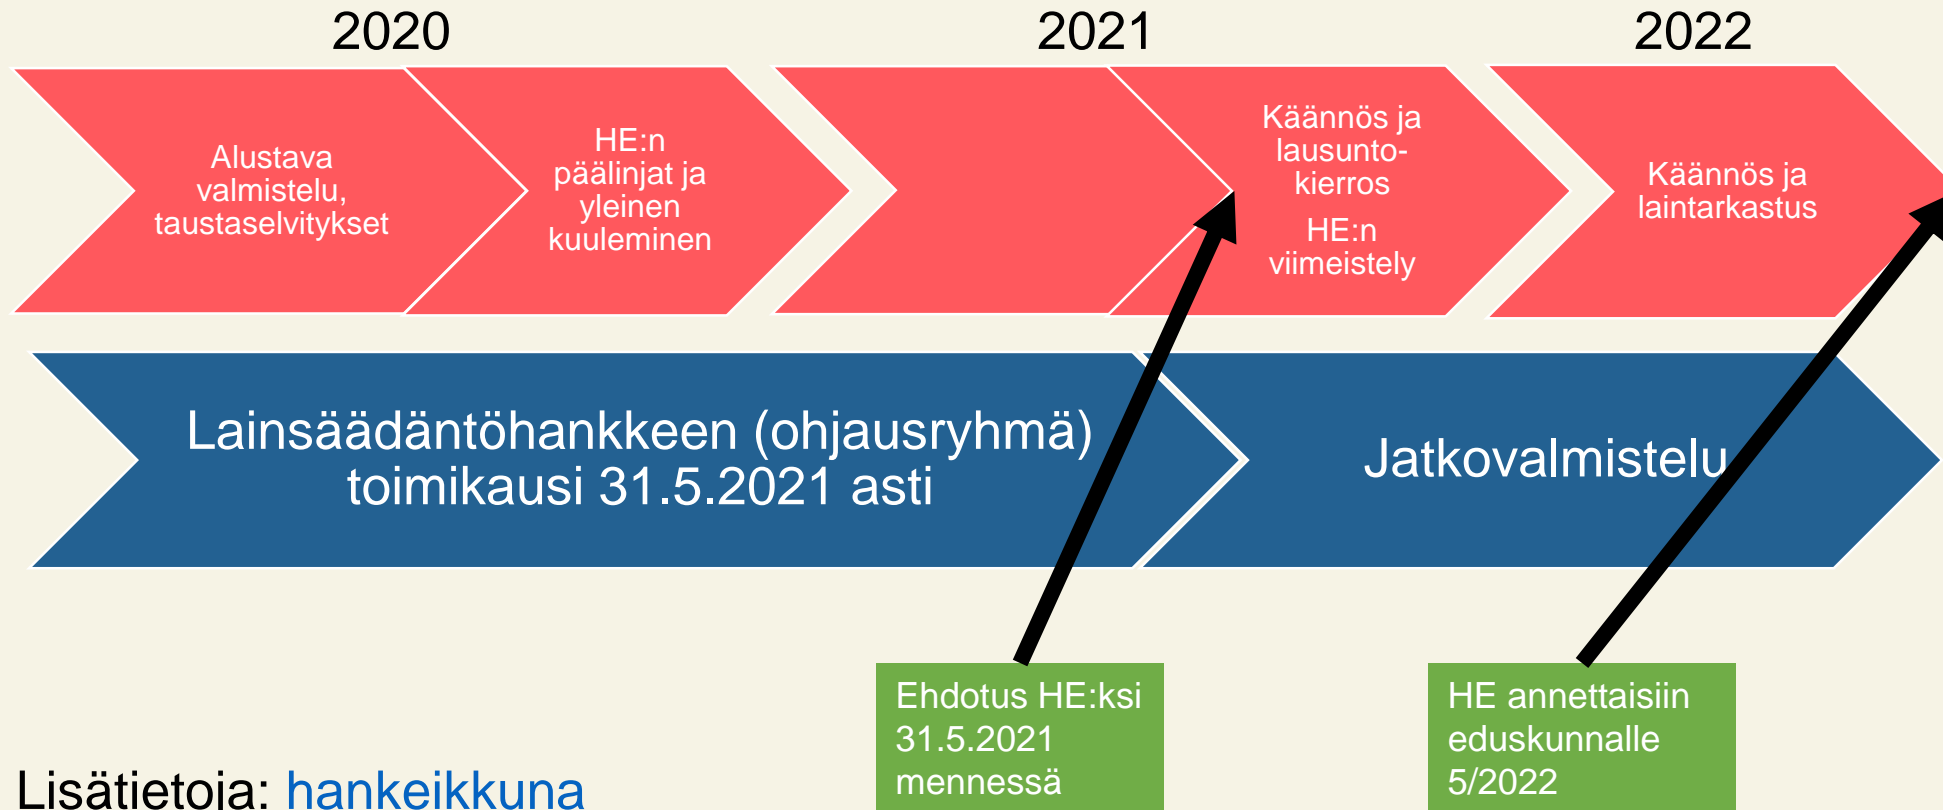 2020
2021
2022
Alustava
valmistelu,
taustaselvitykset
HE:n
päälinjat ja
yleinen
kuuleminen
Käännös ja
lausunto-
kierros
HE:n
viimeistely
Käännös ja
laintarkastus
Lainsäädäntöhankkeen (ohjausryhmä)
toimikausi 31.5.2021 asti
Jatkovalmistelu
Ehdotus HE:ksi
31.5.2021
mennessä
HE annettaisiin
eduskunnalle
5/2022
Lisätietoja: hankeikkuna